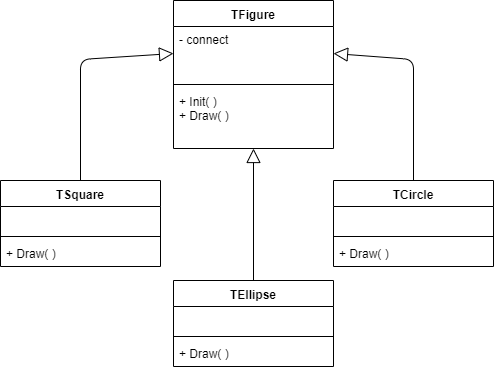 TFigure
- connect
+ Init( )
+ Draw( )
TSquare
+ Draw( )
TCircle
+ Draw( )
TEllipse
+ Draw( )